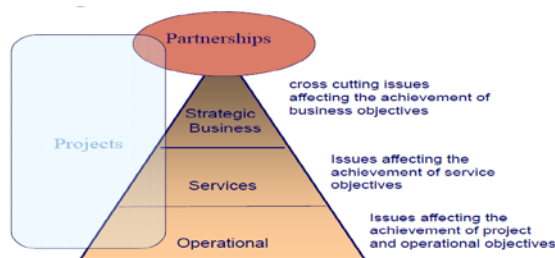 Partnerships
cross cutting issues
affecting the achievement of
business objectives
Strategic
Business
Projects
Issues affecting the
achievement of service
objectives
Services
Issues affecting the
achievement of project
and operational objectives
Operational